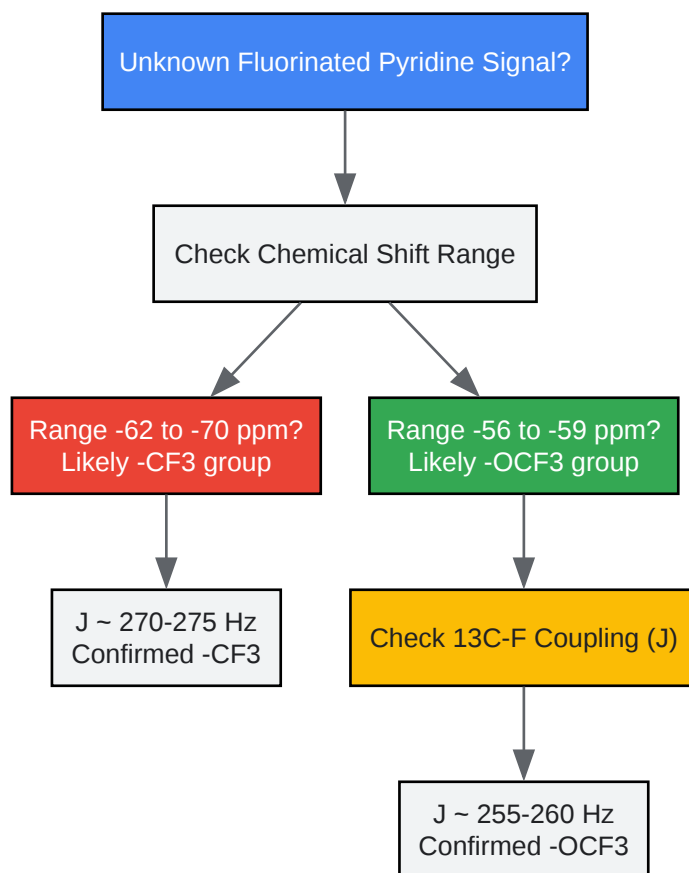 Unknown Fluorinated Pyridine Signal?
Check Chemical Shift Range
Range -62 to -70 ppm?
Likely -CF3 group
Range -56 to -59 ppm?
Likely -OCF3 group
J ~ 270-275 Hz
Confirmed -CF3
Check 13C-F Coupling (J)
J ~ 255-260 Hz
Confirmed -OCF3